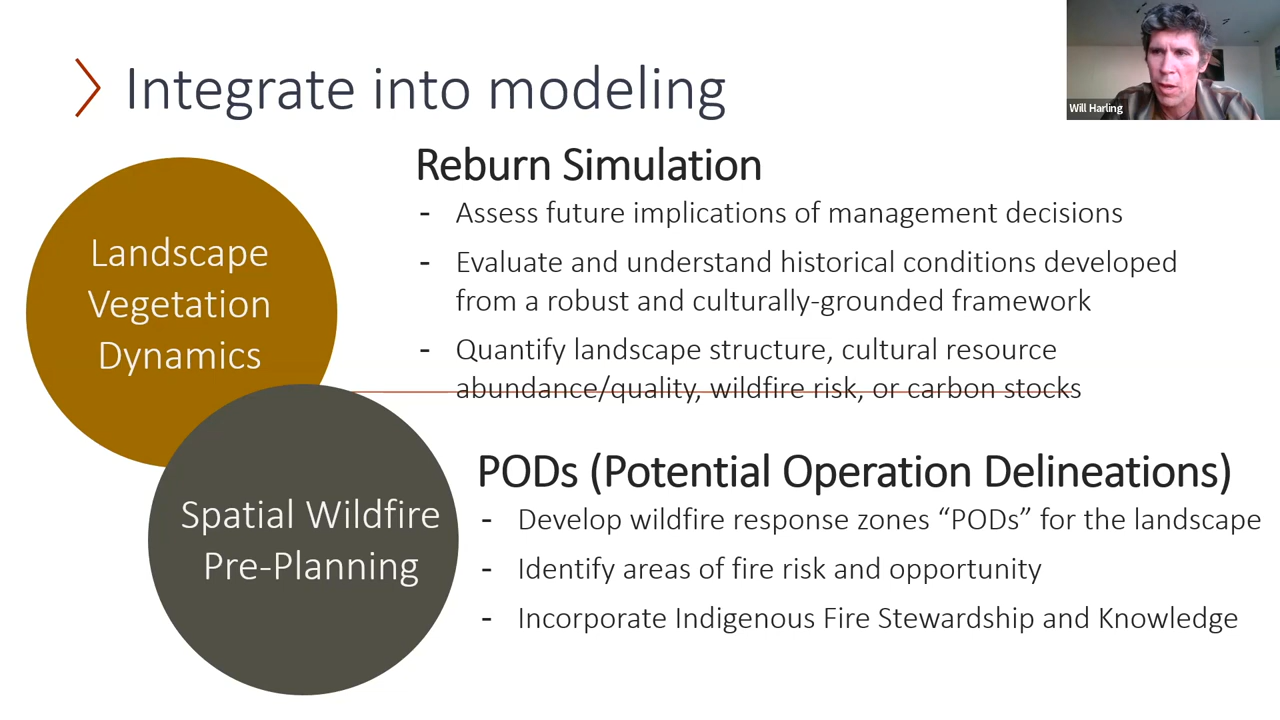 Integrate into modeling
Will Harling
Landscape
Vegetation
Dynamics
Reburn Simulation
- Assess future implications of management decisions
- Evaluate and understand historical conditions developed
from a robust and culturally-grounded framework
- Quantify landscape structure, cultural resource
abundance/quality, wildfire risk, or carbon stocks
Spatial Wildfire
Pre-Planning
PODs (Potential Operation Delineations)
- Develop wildfire response zones “PODs” for the landscape
- Identify areas of fire risk and opportunity
- Incorporate Indigenous Fire Stewardship and Knowledge